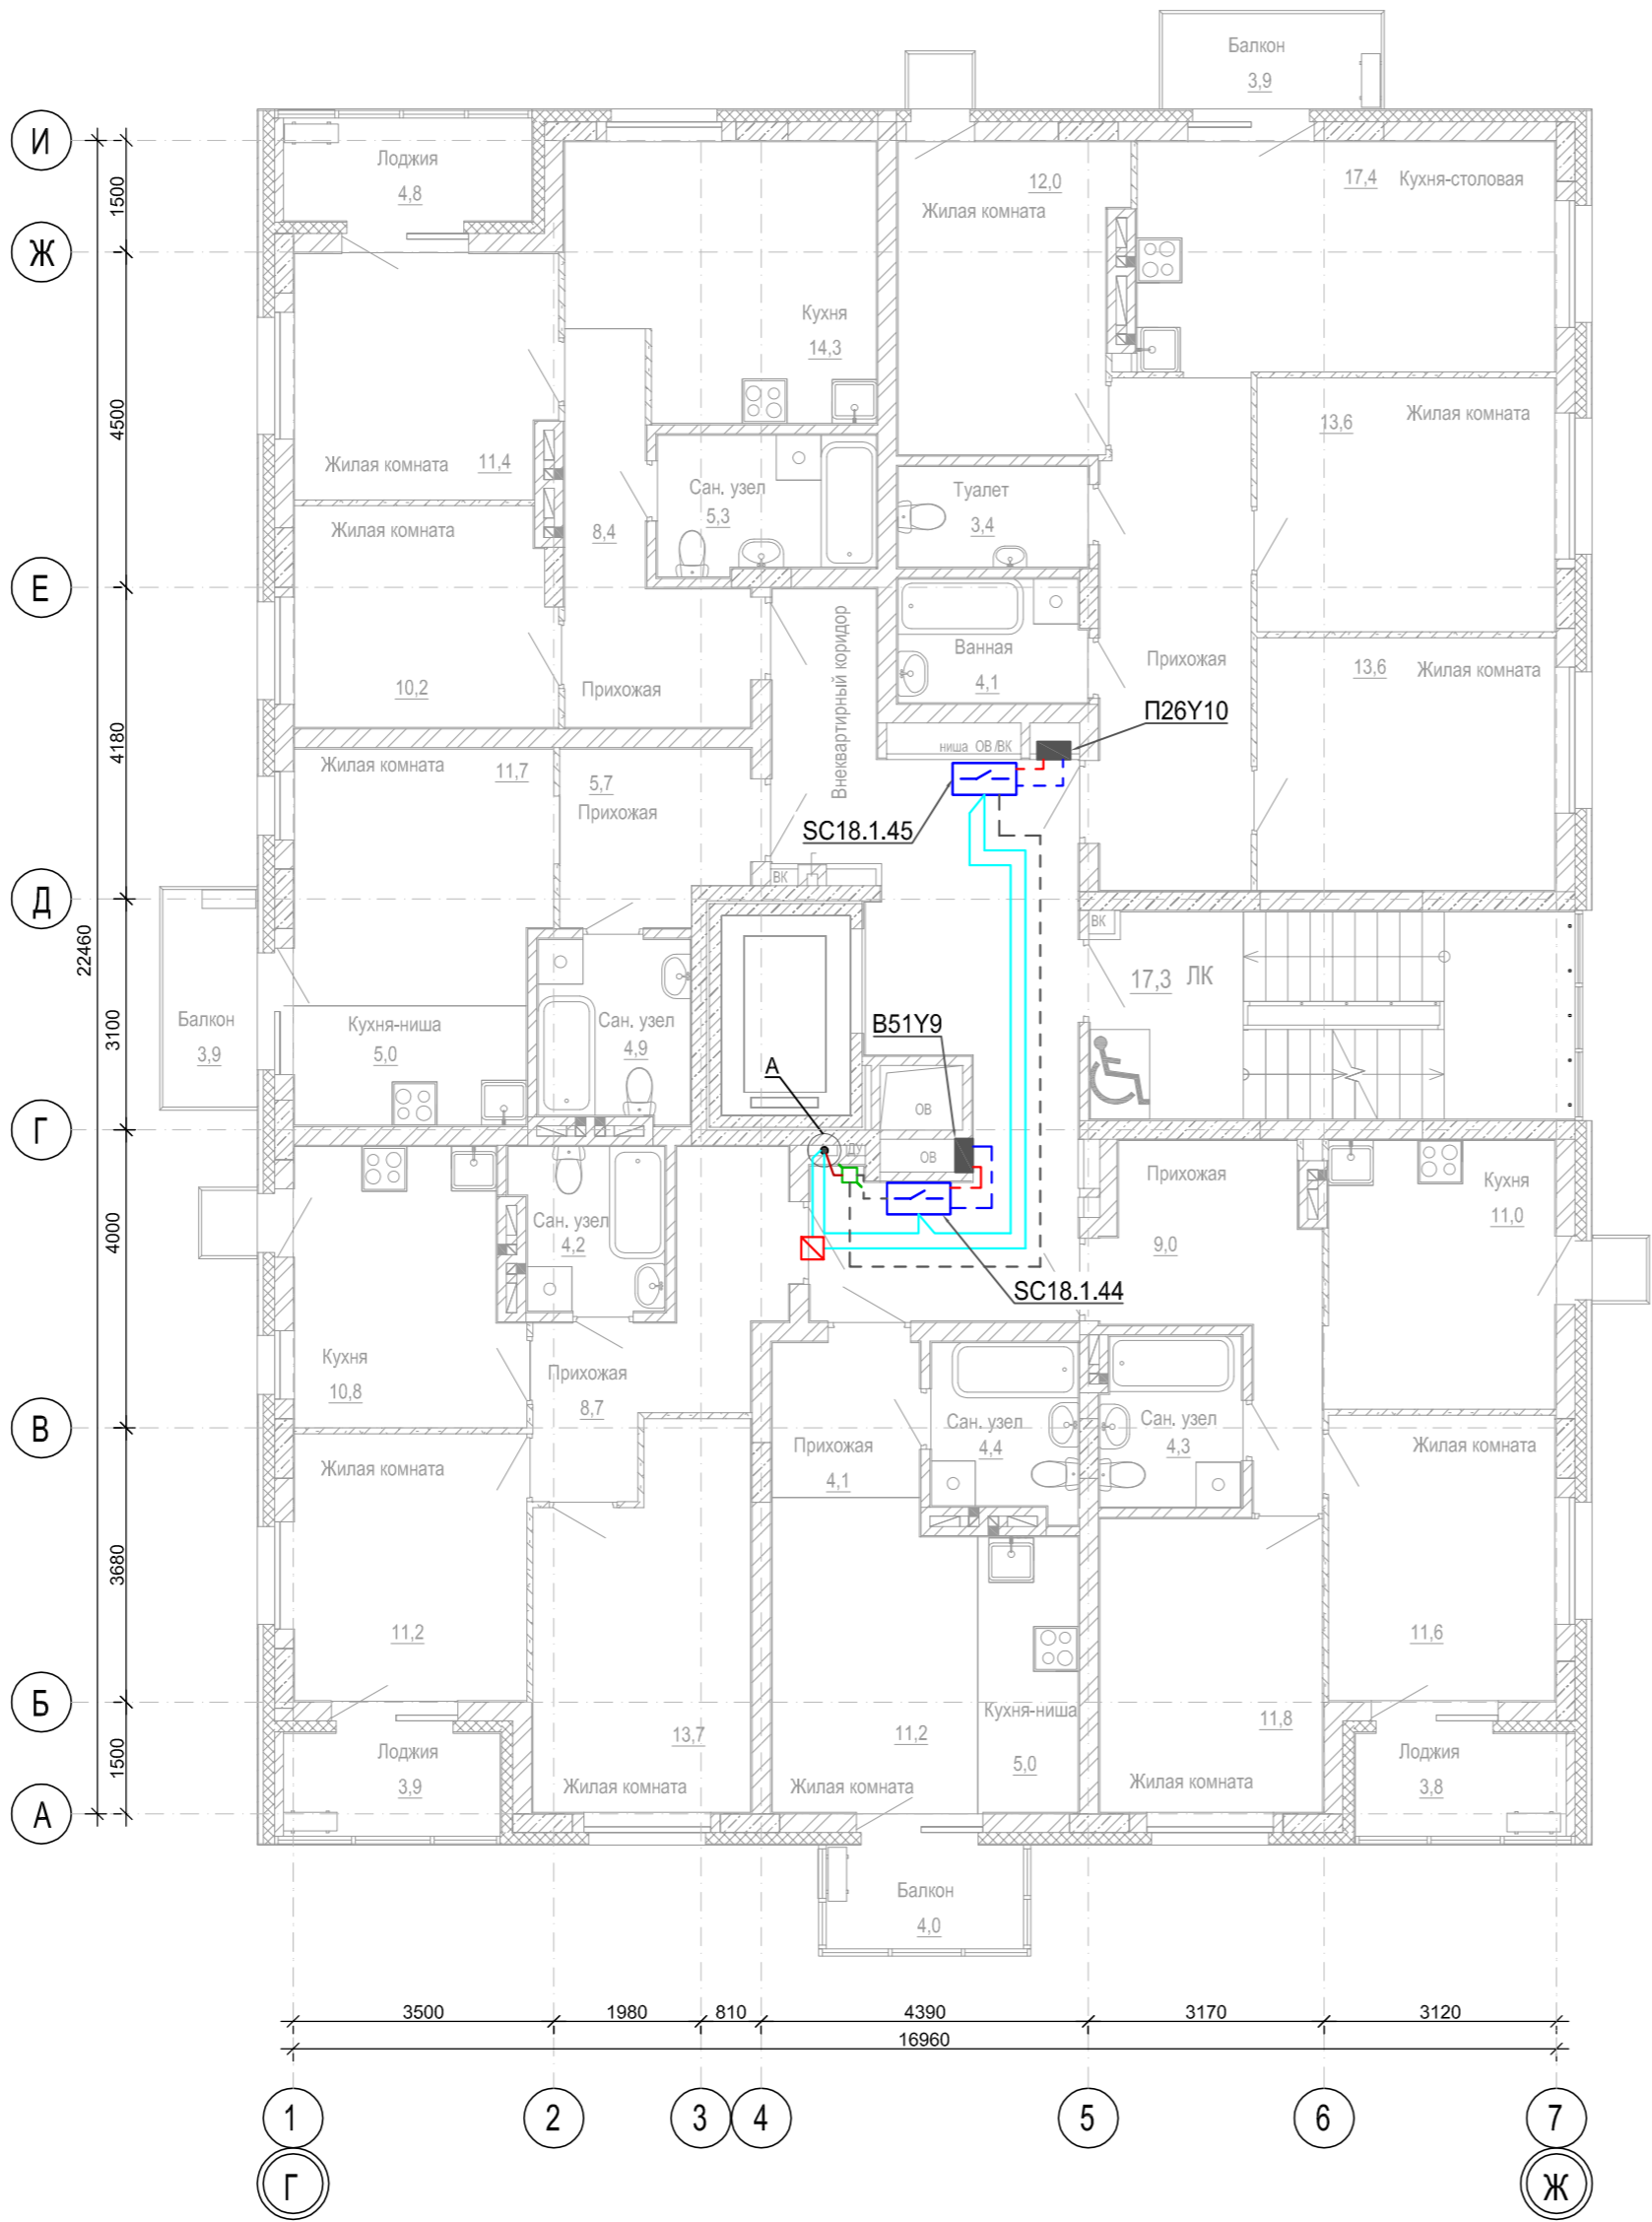 Балкон
3,9
И
Лоджия
4,8
1500
12,0
Жилая комната
17,4 Кухня-столовая
Ж
Кухня
14,3
4500
13,6 Жилая комната
Жилая комната 11,4
Сан. узел
5,3
Туалет
3,4
Жилая комната
8,4
Е
Внеквартирный коридор
Ванная
4,1
Прихожая
13,6 Жилая комната
10,2
Прихожая
П26Y10
4180
ниша ОВ/ВК
Жилая комната
11,7
5,7
Прихожая
SC18.1.45
ВК
Д
22460
ВК
17,3 ЛК
3100
Балкон
3,9
Кухня-ниша
5,0
Сан. узел
4,9
В51Y9
А
ОВ
Г
ДУ
ОВ
Прихожая
Кухня
11,0
4000
Сан. узел
4,2
9,0
SC18.1.44
Кухня
10,8
Прихожая
8,7
В
Прихожая
4,1
Сан. узел
4,4
Сан. узел
4,3
Жилая комната
Жилая комната
3680
11,2
11,6
Б
13,7
11,2
Кухня-ниша
5,0
11,8
1500
Лоджия
3,9
Жилая комната
Жилая комната
Жилая комната
Лоджия
3,8
А
Балкон
4,0
3500
1980
810
4390
3170
3120
16960
1
2
3
4
5
6
7
Г
Ж